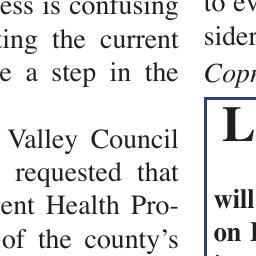 ess is confusing
ting the current
e a step in the
Valley Council
requested that
ent Health Pro-
of the county's
to ev
sider
Copr
L
will
on